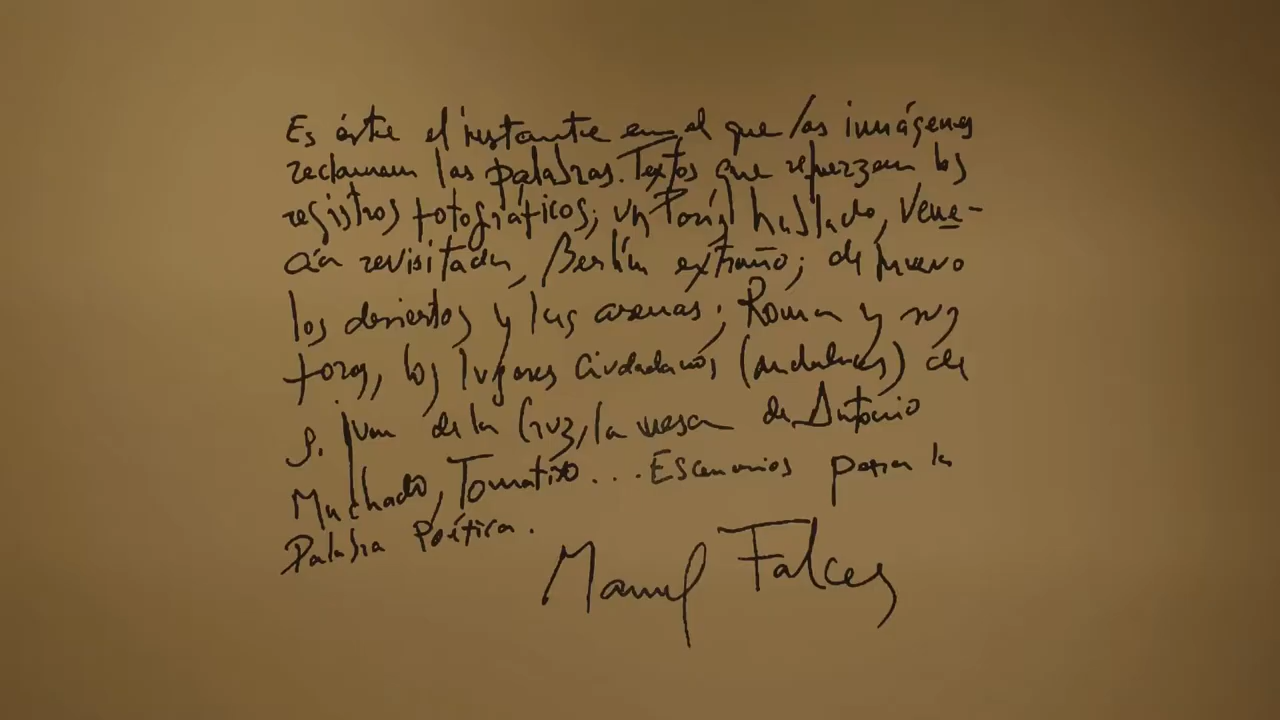 Es éste el instante en el que las imágenes
reclaman las palabras. Textos que refuerzan los
registros fotográficos; un París hallado, Vene-
cia revisitada, Berlín extraño; de nuevo
los desiertos y las arenas; Roma y sus
foros, los lugares ciudadanos (andaluces) de
S. Juan de la Cruz, la mesa de Antonio
Machado, Tomatito... Escenarios para la
Palabra Poética.
Manuel Falces